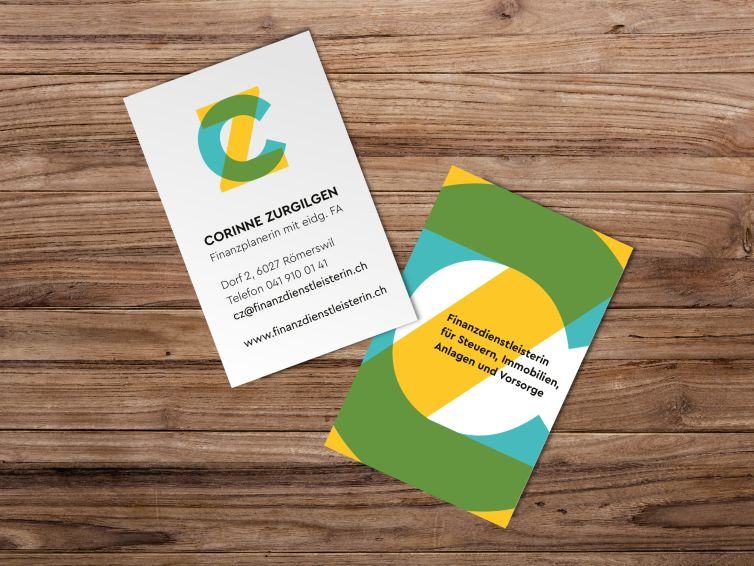 CZ
CORINNE ZURGILGEN
Finanzplanerin mit eidg. FA
Dorf 2, 6027 Römerswil
Telefon 041 910 01 41
cz@finanzdienstleisterin.ch
www.finanzdienstleisterin.ch
Finanzdienstleisterin
für Steuern, Immobilien,
Anlagen und Vorsorge